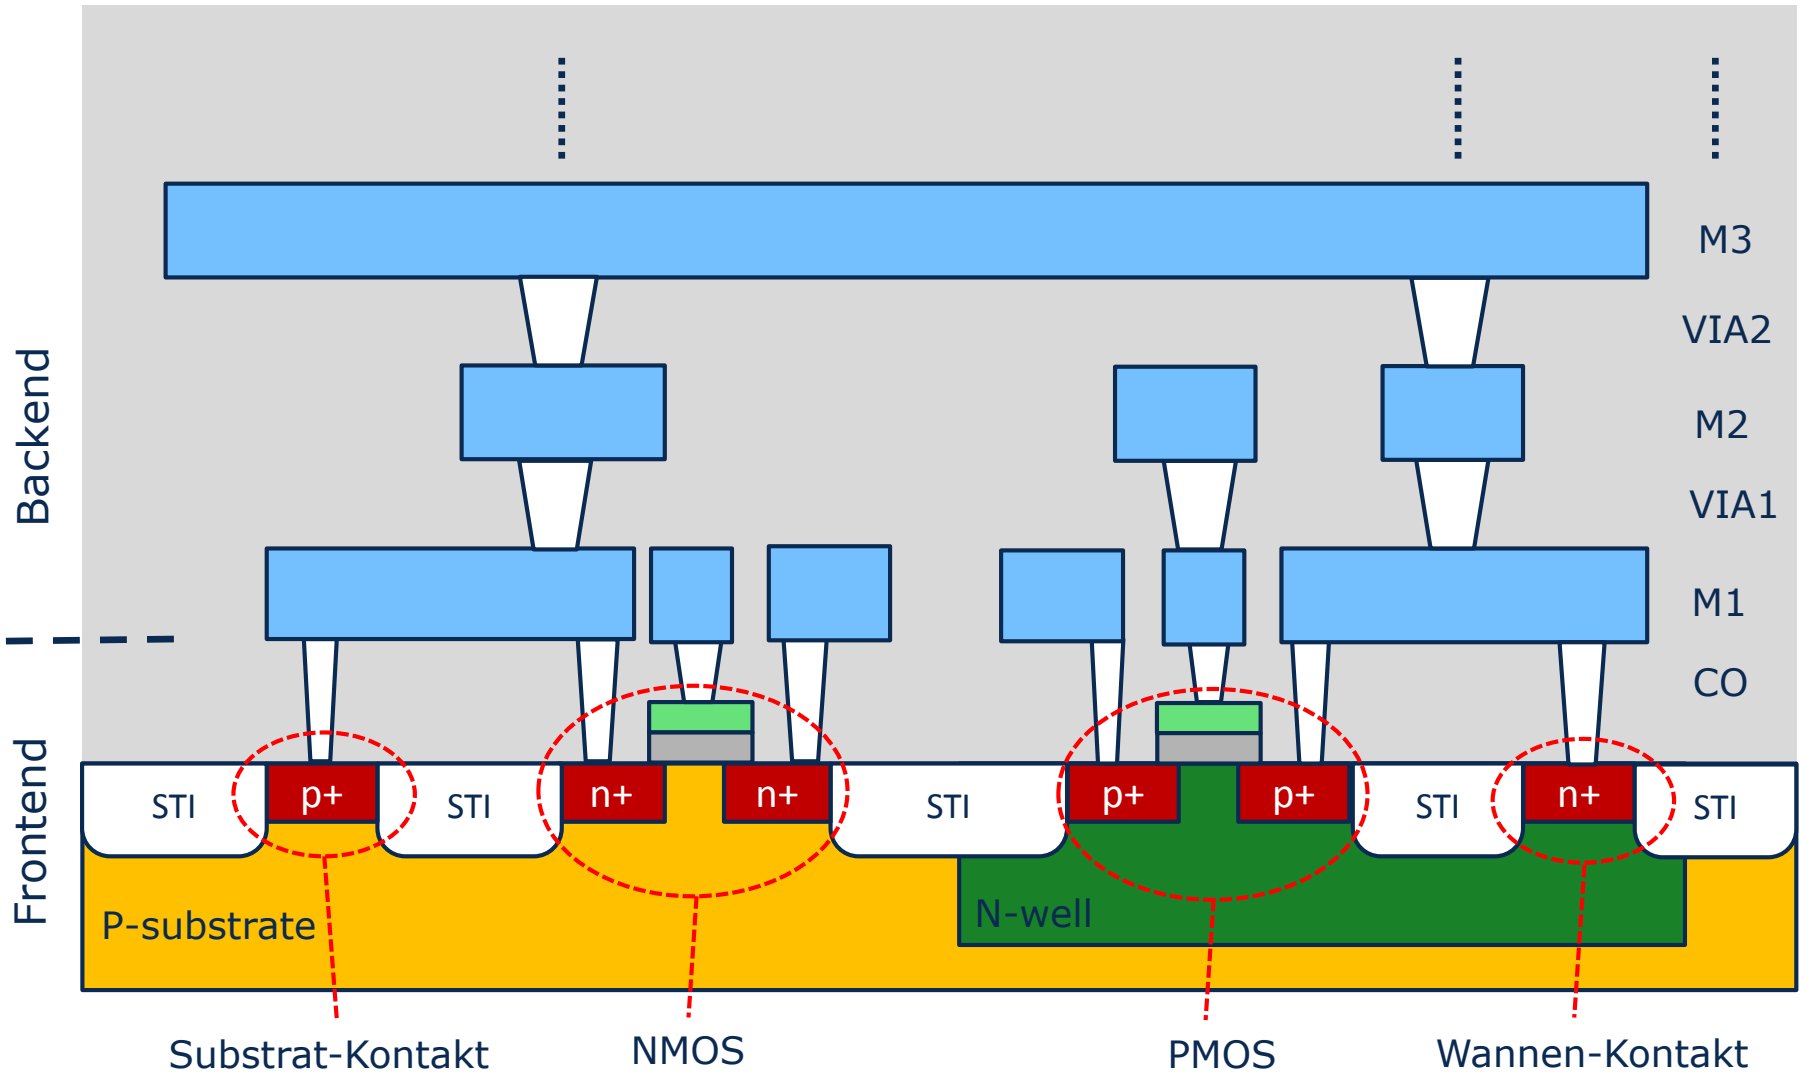 M3
VIA2
Backend
M2
VIA1
M1
CO
Frontend
STI
p+
STI
n+
n+
STI
p+
p+
STI
n+
STI
P-substrate
N-well
Substrat-Kontakt
NMOS
PMOS
Wannen-Kontakt